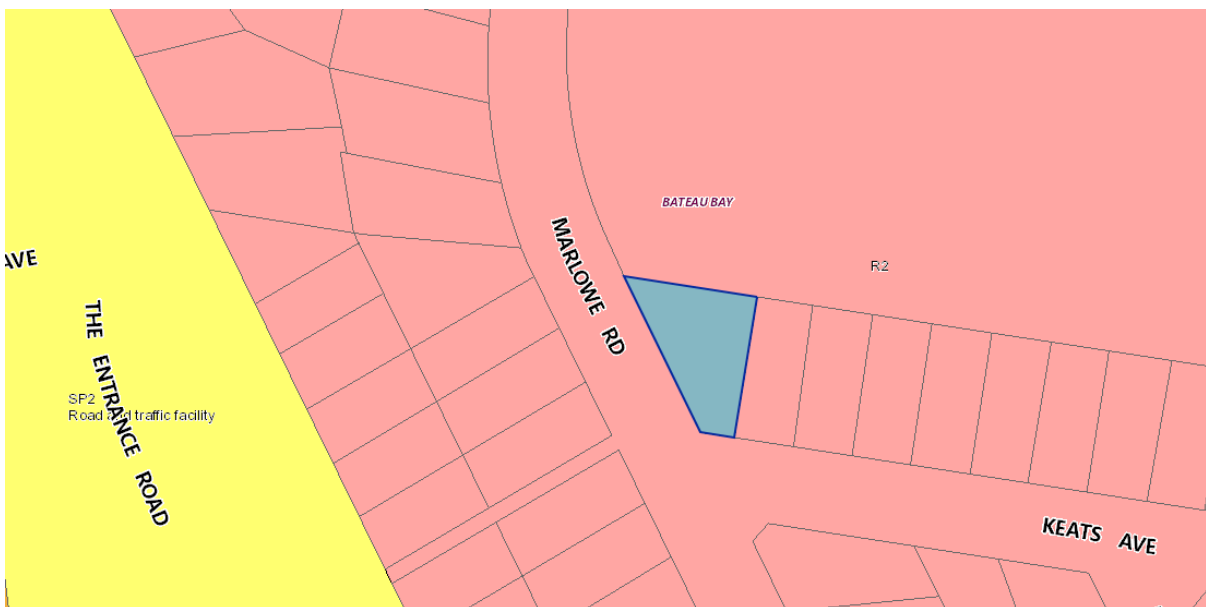 BATEAU BAY
AVE
MARLOWE RD
R2
THE ENTRANCE ROAD
SP2
Road and traffic facility
KEATS AVE